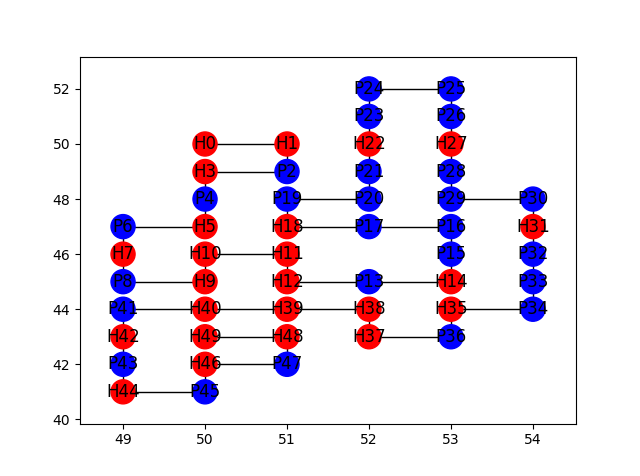 52
50
48
46
44
42
40
P24 P25
P23 P26
H0 H1 H22 H27
H3 P2 P21 P28
P4 P19 P20 P29 P30
P6 H5 H18 P17 P16 H31
H7 H10 H11 P15 P32
P8 H9 H12 P13 H14 P33
P41 H40 H39 H38 H35 P34
H42 H49 H48 H37 P36
P43 H46 P47
H44 P45
49 50 51 52 53 54